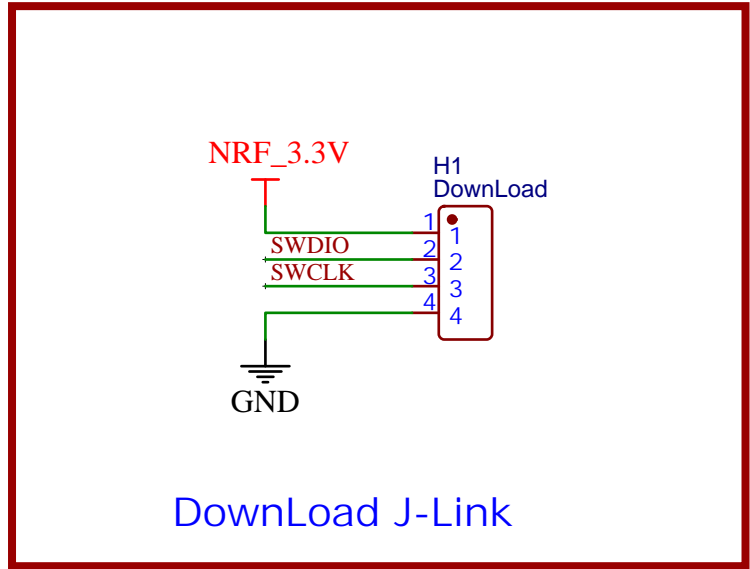 NRF_3.3V
H1
DownLoad
1
1
SWDIO
2
2
SWCLK
3
3
4
4
GND
DownLoad J-Link